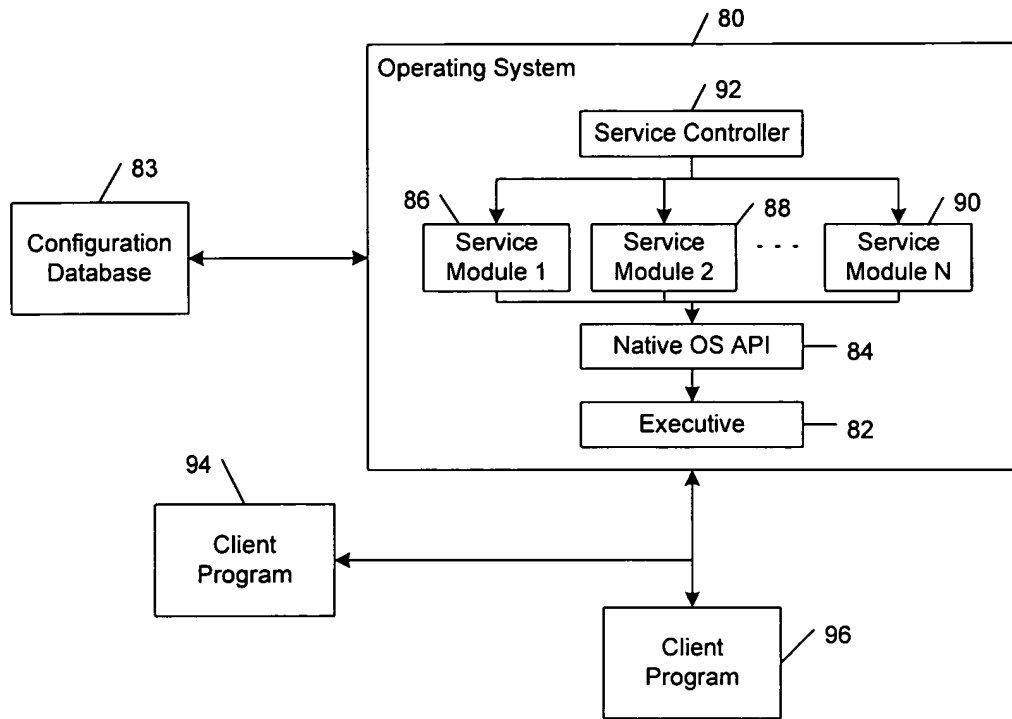 80
Operating System
92
Service Controller
83
86
88
90
Configuration
Database
Service
Module 1
Service
Module 2
- - -
Service
Module N
Native OS API
84
Executive
82
94
Client
Program
Client
Program
96